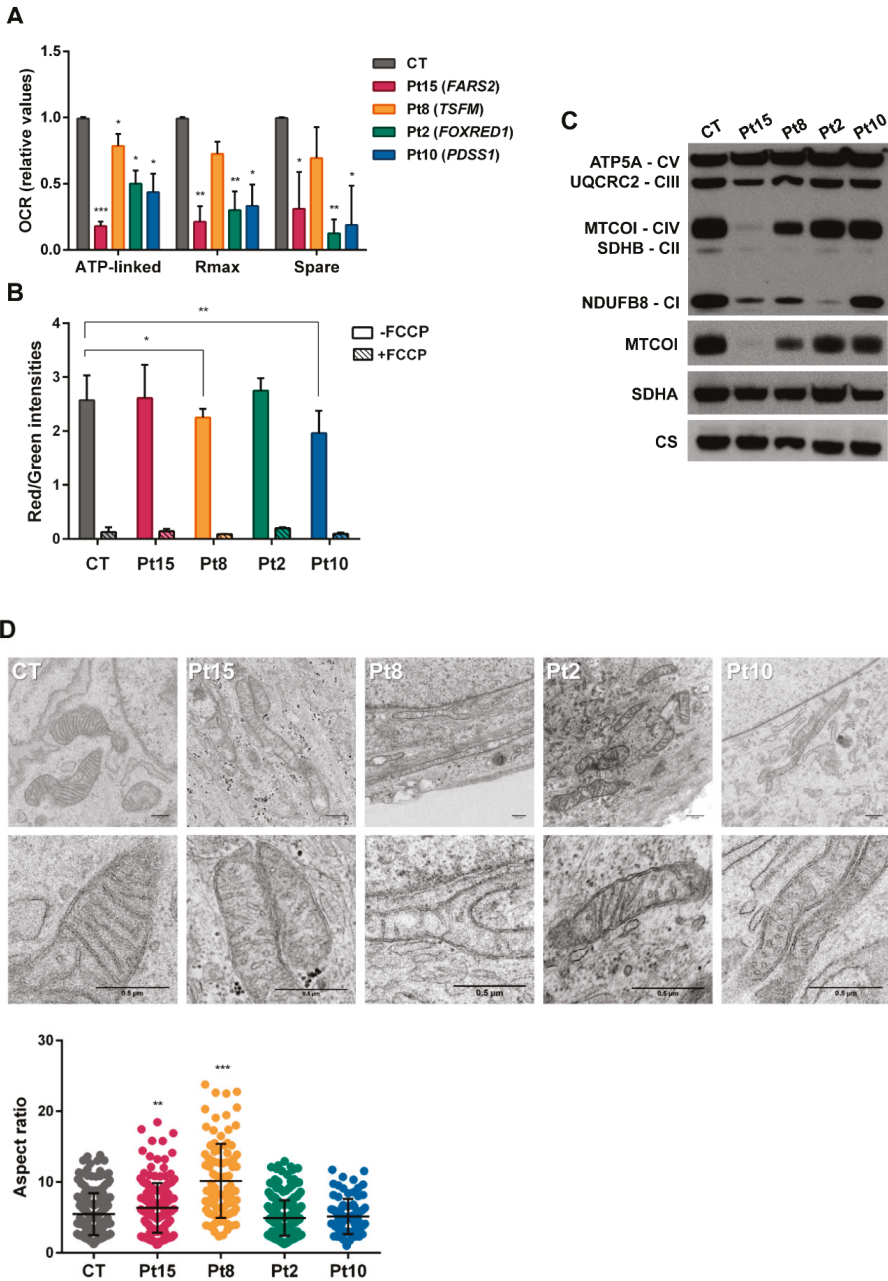 A
1.5
1.0
0.5
0.0
OCR (relative values)
***
*
*
*
**
**
*
*
**
*
ATP-linked
Rmax
Spare
CT
Pt15 (FARS2)
Pt8 (TSFM)
Pt2 (FOXRED1)
Pt10 (PDSS1)
B
4
3
2
1
0
Red/Green intensities
**
*
-FCCP
+FCCP
CT
Pt15
Pt8
Pt2
Pt10
C
CT
Pt15
Pt8
Pt2
Pt10
ATP5A - CV
UQCRC2 - CIII
MTCOI - CIV
SDHB - CII
NDUFB8 - CI
MTCOI
SDHA
CS
D
CT
Pt15
Pt8
Pt2
Pt10
0.5 µm
0.5 µm
0.5 µm
0.5 µm
0.5 µm
30
20
10
0
Aspect ratio
**
***
CT
Pt15
Pt8
Pt2
Pt10